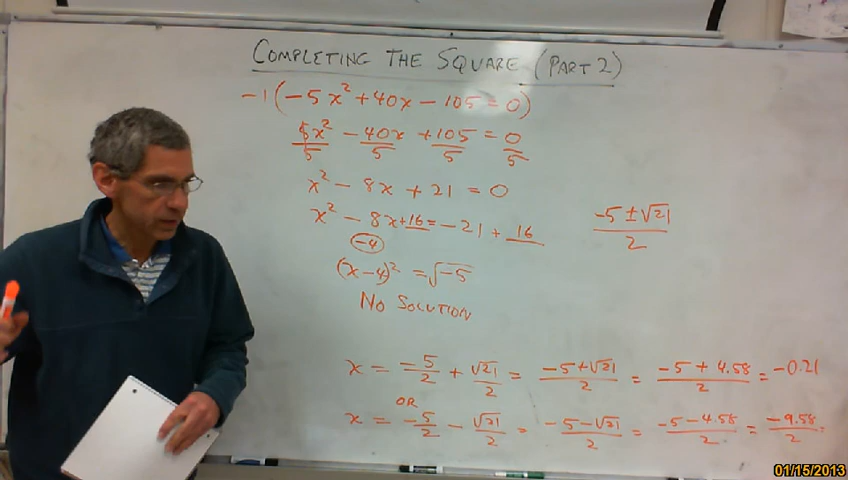 COMPLETING THE SQUARE (PART 2)
-1(-5x² + 40x - 105 = 0)
5x²/5 - 40x/5 + 105/5 = 0/5
x² - 8x + 21 = 0
x² - 8x + 16 = -21 + 16
-4
(x-4)² = √-5
NO SOLUTION
-5 ± √21 / 2
x = -5/2 + √21/2 = -5+√21/2 = -5 + 4.58/2 = -0.21
OR
x = -5/2 - √21/2 = -5-√21/2 = -5-4.58/2 = -9.58/2 =
01/15/2013